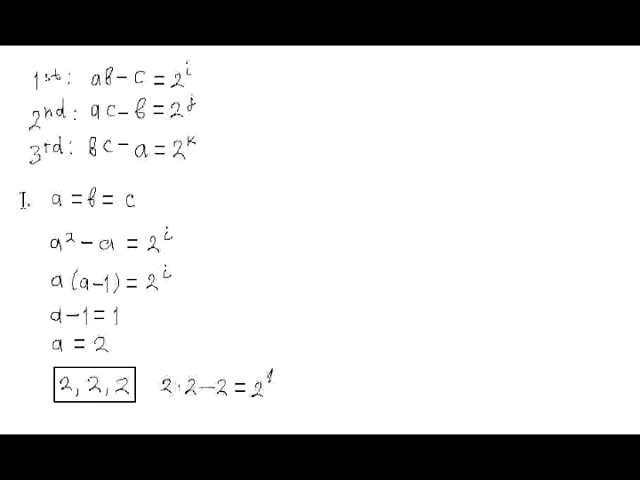 1st: ab - c = 2^i
2nd: ac - b = 2^j
3rd: bc - a = 2^k
I. a = b = c
a² - a = 2^i
a(a-1) = 2^i
a - 1 = 1
a = 2
2, 2, 2 2·2 - 2 = 2^1